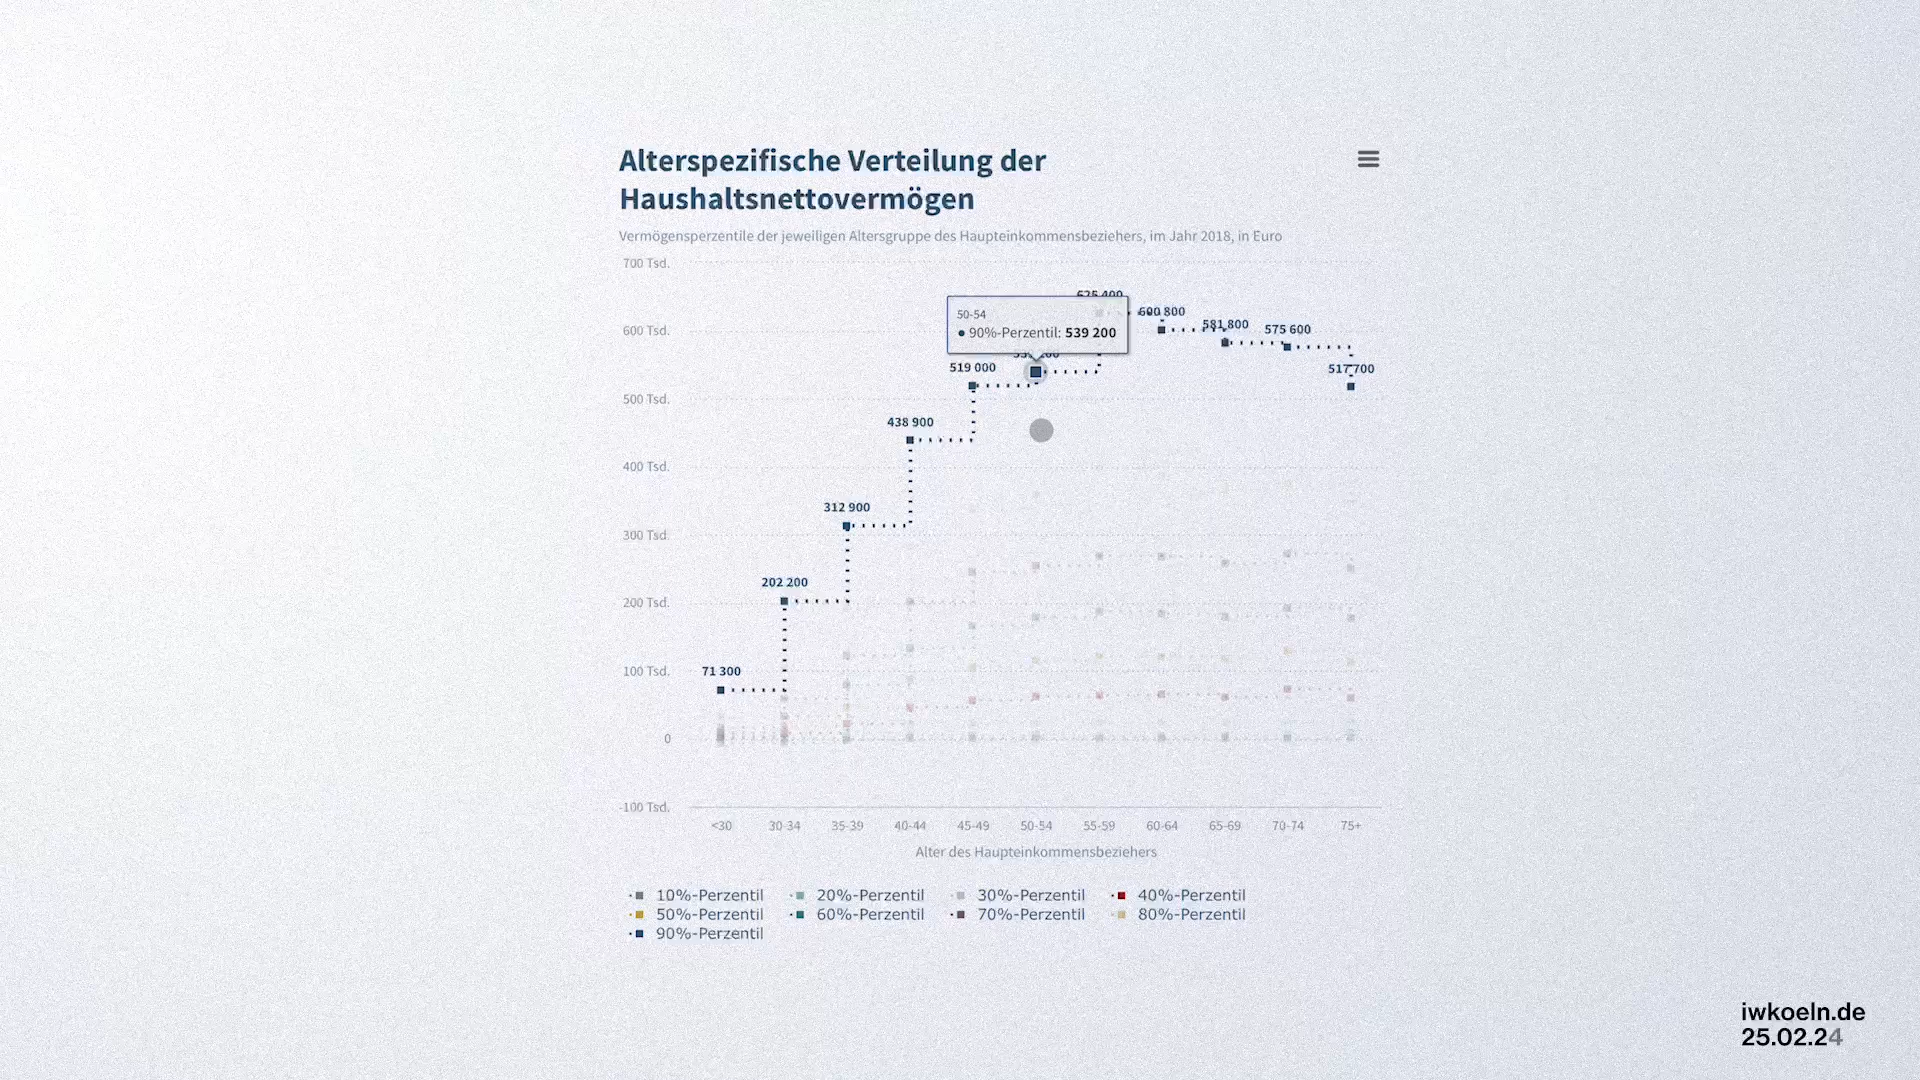 Alterspezifische Verteilung der
Haushaltsnettovermögen
Vermögensperzentile der jeweiligen Altersgruppe des Haupteinkommensbeziehers, im Jahr 2018, in Euro
700 Tsd.
625 400
50-54
600 800
581 800
575 600
600 Tsd.
90%-Perzentil: 539 200
519 000
517 700
500 Tsd.
438 900
400 Tsd.
312 900
300 Tsd.
202 200
200 Tsd.
71 300
100 Tsd.
0
-100 Tsd.
<30 30-34 35-39 40-44 45-49 50-54 55-59 60-64 65-69 70-74 75+
Alter des Haupteinkommensbeziehers
10%-Perzentil 20%-Perzentil 30%-Perzentil 40%-Perzentil
50%-Perzentil 60%-Perzentil 70%-Perzentil 80%-Perzentil
90%-Perzentil
iwkoeln.de
25.02.24